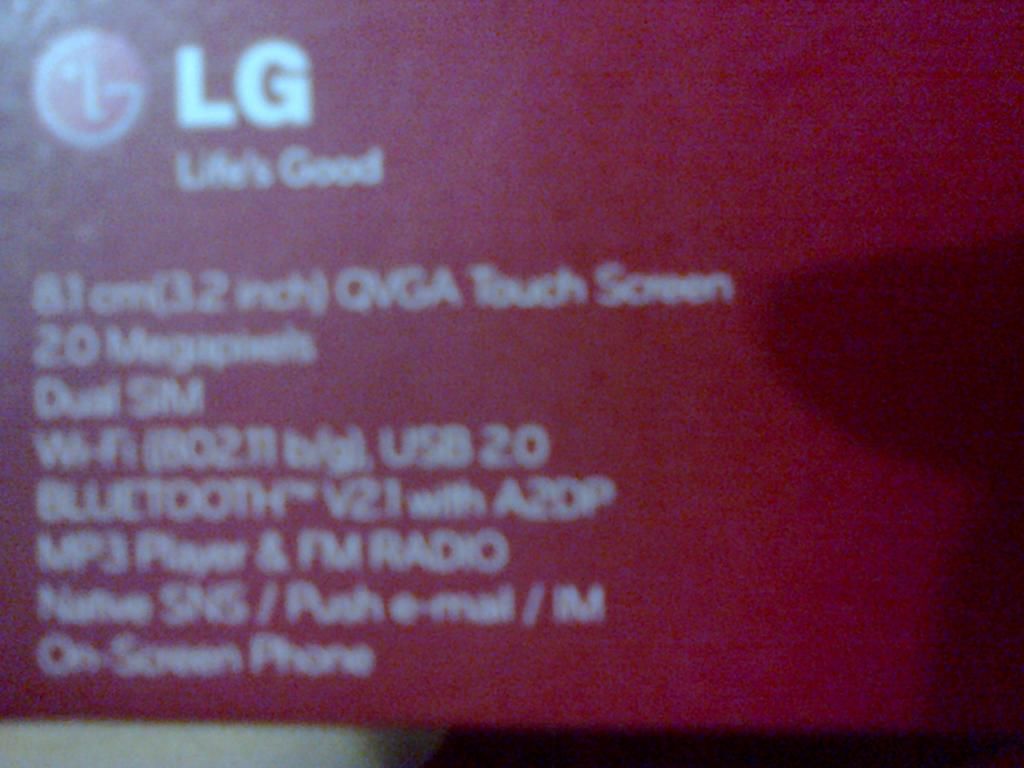 LG
Life's Good
8.1 cm(3.2 inch) QVGA Touch Screen
2.0 Megapixels
Dual SIM
Wi-Fi (802.11 b/g), USB 2.0
BLUETOOTH™ V2.1 with A2DP
MP3 Player & FM RADIO
Native SNS / Push e-mail / IM
On-Screen Phone